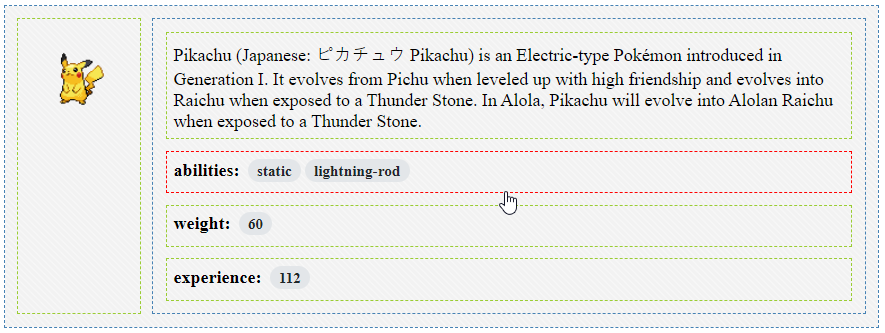 Pikachu (Japanese: ピカチュウ Pikachu) is an Electric-type Pokémon introduced in
Generation I. It evolves from Pichu when leveled up with high friendship and evolves into
Raichu when exposed to a Thunder Stone. In Alola, Pikachu will evolve into Alolan Raichu
when exposed to a Thunder Stone.
abilities: static lightning-rod
weight: 60
experience: 112